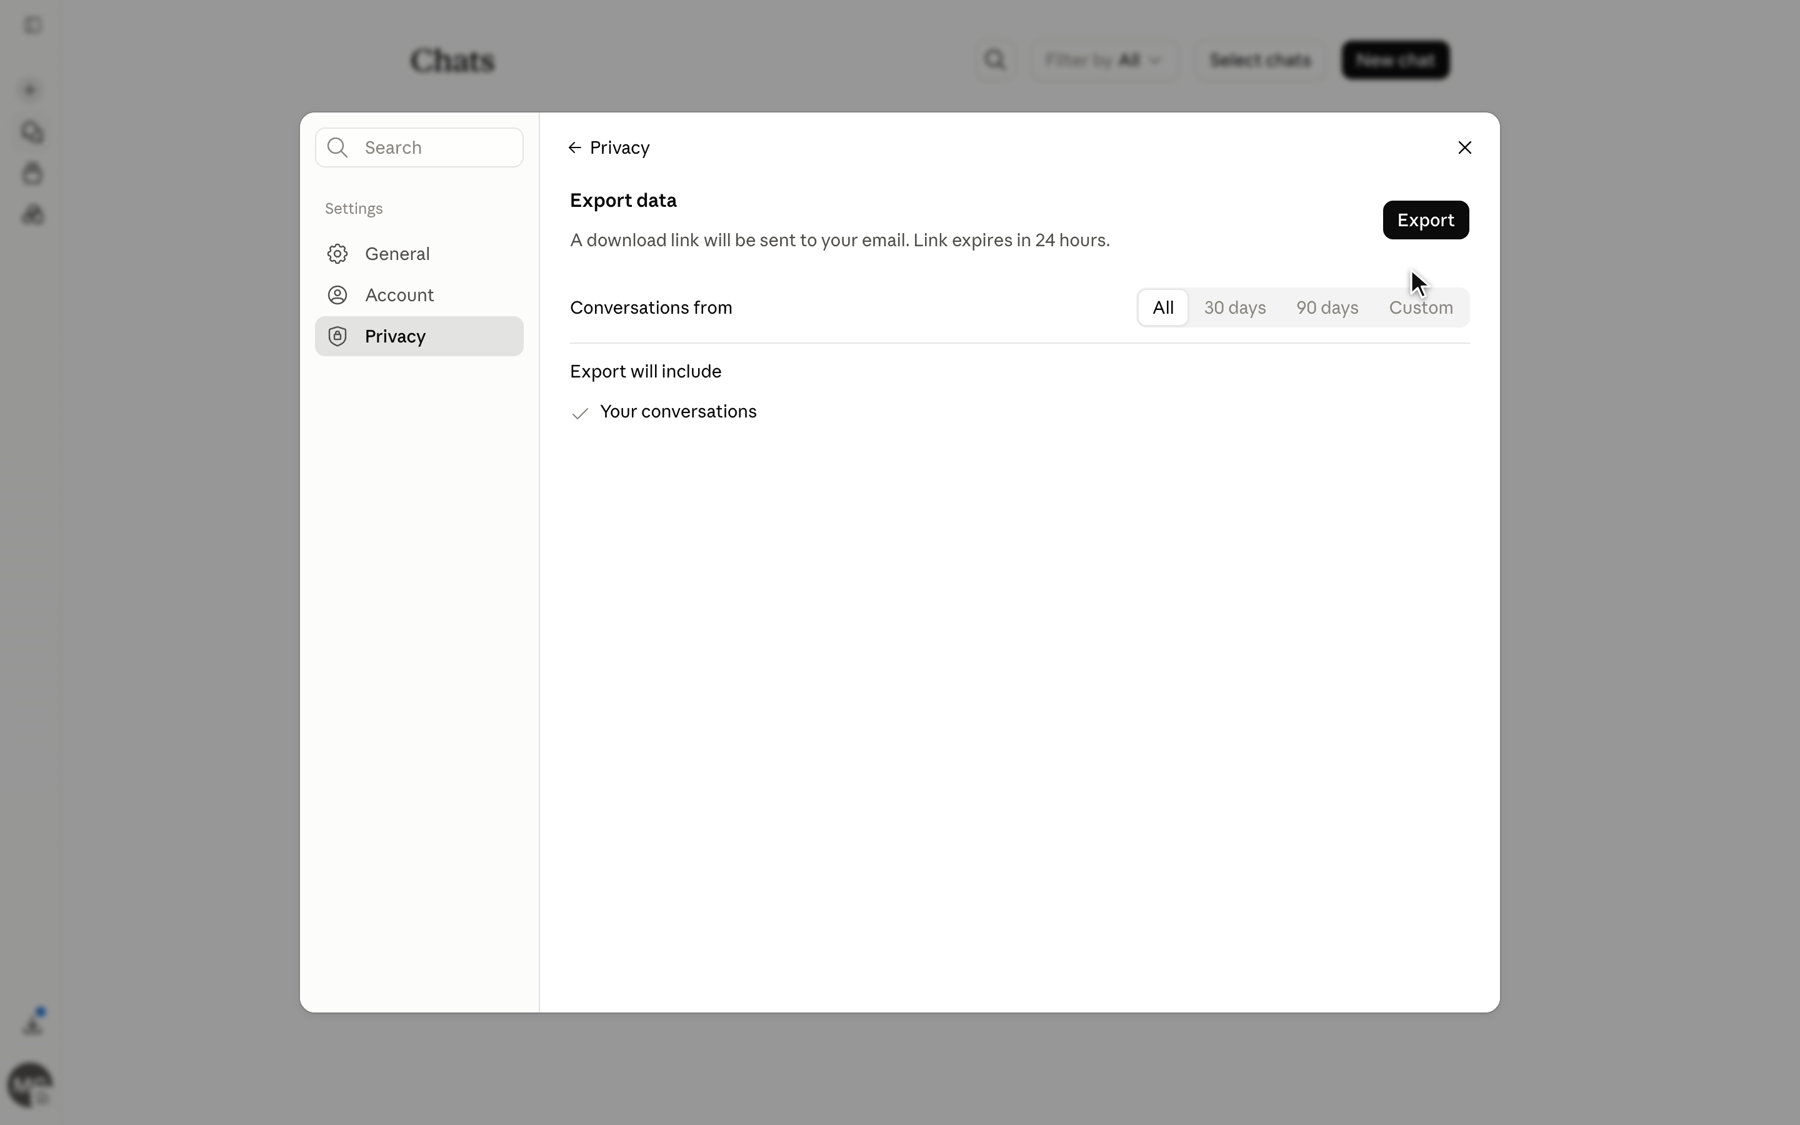 Chats
Filter by All
Select chats
New chat
Search
Settings
General
Account
Privacy
Privacy
Export data
A download link will be sent to your email. Link expires in 24 hours.
Export
Conversations from
All
30 days
90 days
Custom
Export will include
Your conversations